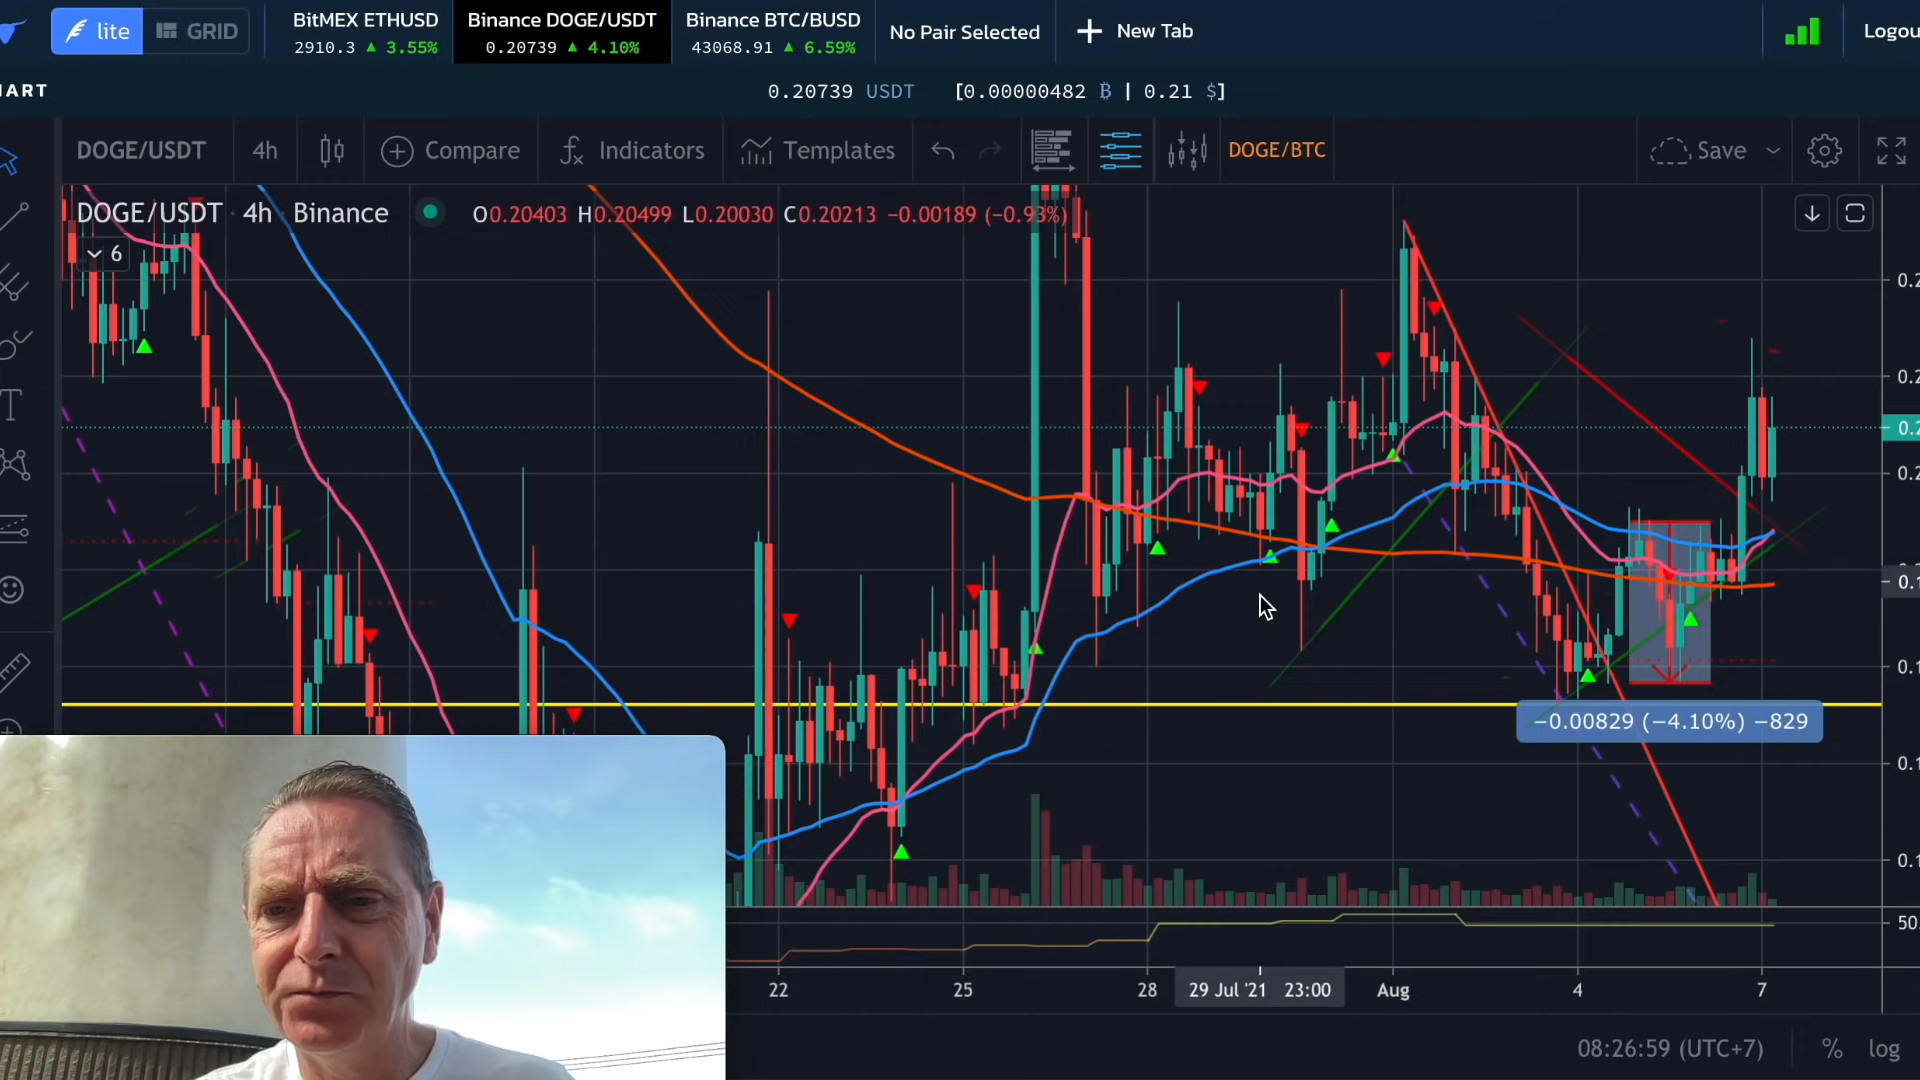 lite
GRID
BitMEX ETHUSD
2910.3 ▲ 3.55%
Binance DOGE/USDT
0.20739 ▲ 4.10%
Binance BTC/BUSD
43068.91 ▲ 6.59%
No Pair Selected
New Tab
0.20739 USDT [0.00000482 ₿ | 0.21 $]
DOGE/USDT
4h
Compare
Indicators
Templates
DOGE/BTC
Save
DOGE/USDT 4h Binance
O0.20403 H0.20499 L0.20030 C0.20213 −0.00189 (−0.93%)
6
−0.00829 (−4.10%) −829
22
25
28
29 Jul '21 23:00
Aug
4
7
08:26:59 (UTC+7)
%
log